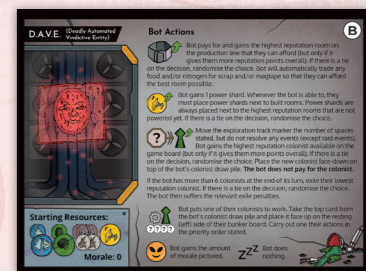 D.A.V.E. (Deadly Automated
Vindictive Entity)
Bot Actions
B
Bot pays for and gains the highest reputation room on
the production line that they can afford (but only if it
gives them more reputation points overall). If there is a tie
on the decision, randomise the choice. Bot will automatically trade any
food and/or nitrogen for scrap and/or magtape so that they can afford
the best room possible.
Bot gains 1 power shard. Whenever the bot is able to, they
must place power shards next to built rooms. Power shards are
always placed next to the highest reputation rooms that are not
powered yet. If there is a tie on the decision, randomise the choice.
Move the exploration track marker the number of spaces
stated, but do not resolve any events (except raid events).
Bot gains the highest reputation colonist available on the
game board (but only if it gives them more reputation points overall). If there is a tie
on the decision, randomise the choice. Place the new colonist face-down on
top of the bot's colonist draw pile. The bot does not pay for the colonist.
If the bot has more than 6 colonists at the end of its turn, exile their lowest
reputation colonist. If there is a tie on the decision, randomise the choice.
The bot then suffers the relevant exile penalties.
Bot puts one of their colonists to work. Take the top card from
the bot's colonist draw pile and place it face up on the resting
(left) side of their bunker board. Carry out one their actions in
the priority order stated.
????
Bot gains the amount
of morale pictured.
zZZ
Bot does
nothing.
Starting Resources:
Morale: 0